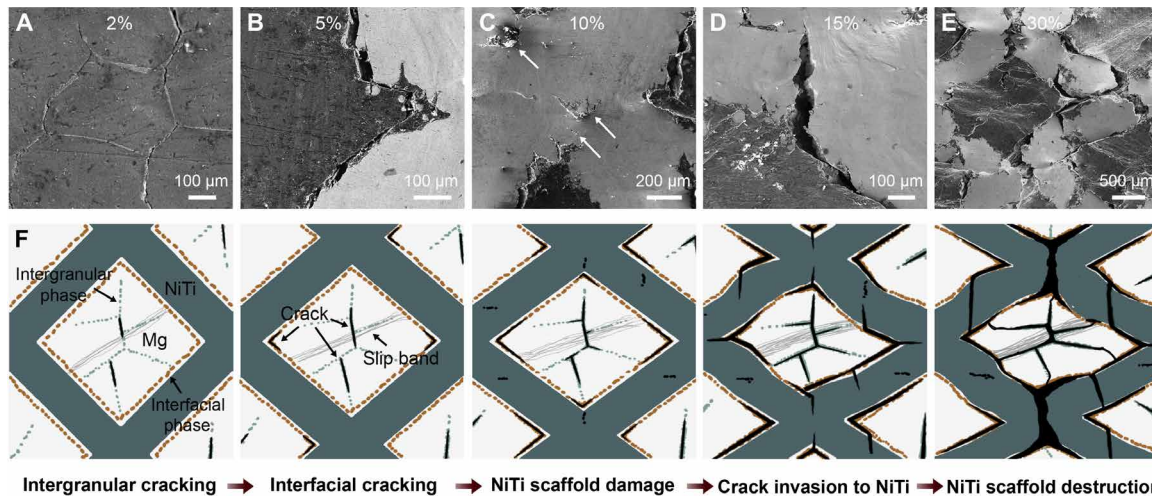 A 2%
100 μm
B 5%
100 μm
C 10%
200 μm
D 15%
100 μm
E 30%
500 μm
F
Intergranular
phase
NiTi
Mg
Interfacial
phase
Crack
Slip band
Intergranular cracking
Interfacial cracking
NiTi scaffold damage
Crack invasion to NiTi
NiTi scaffold destruction